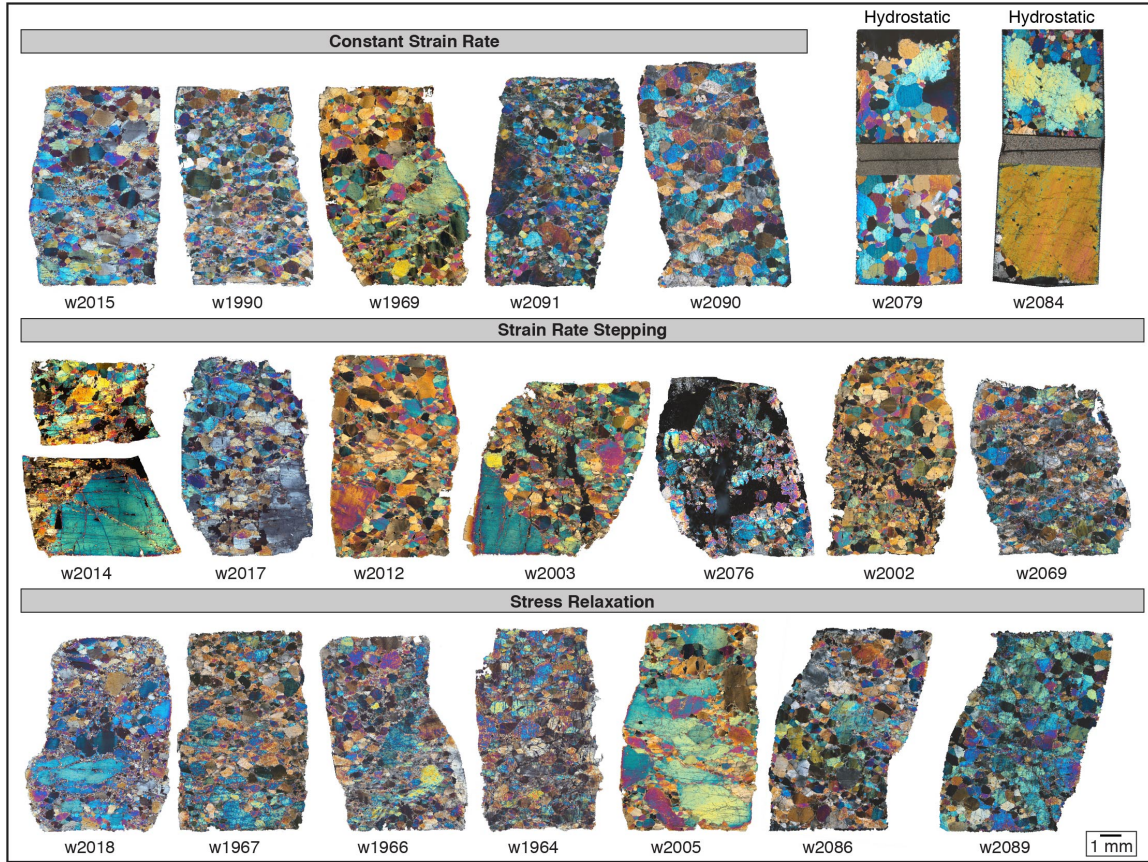 Hydrostatic Hydrostatic
Constant Strain Rate
w2015 w1990 w1969 w2091 w2090 w2079 w2084
Strain Rate Stepping
w2014 w2017 w2012 w2003 w2076 w2002 w2069
Stress Relaxation
w2018 w1967 w1966 w1964 w2005 w2086 w2089
1 mm